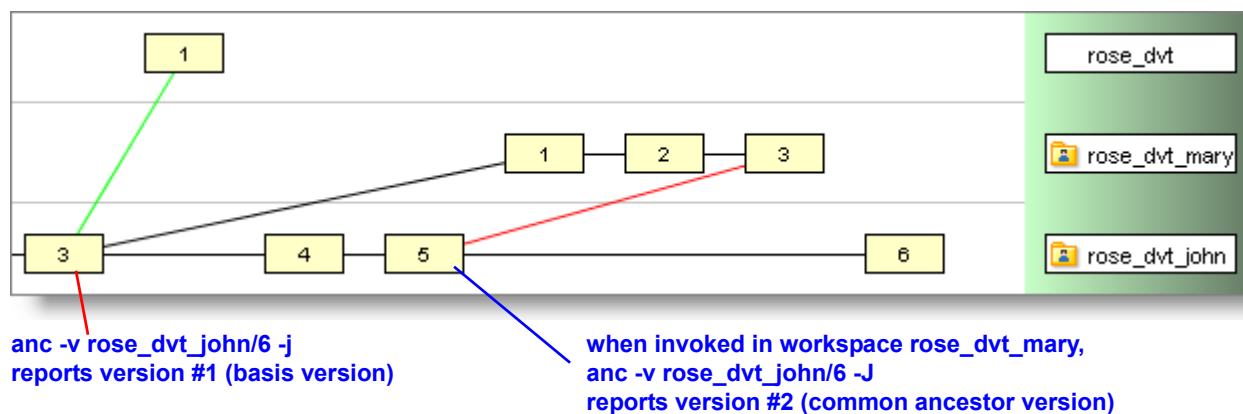 1
rose_dvt
1 2 3
rose_dvt_mary
3 4 5 6
rose_dvt_john
anc -v rose_dvt_john/6 -j
reports version #1 (basis version)
when invoked in workspace rose_dvt_mary,
anc -v rose_dvt_john/6 -J
reports version #2 (common ancestor version)